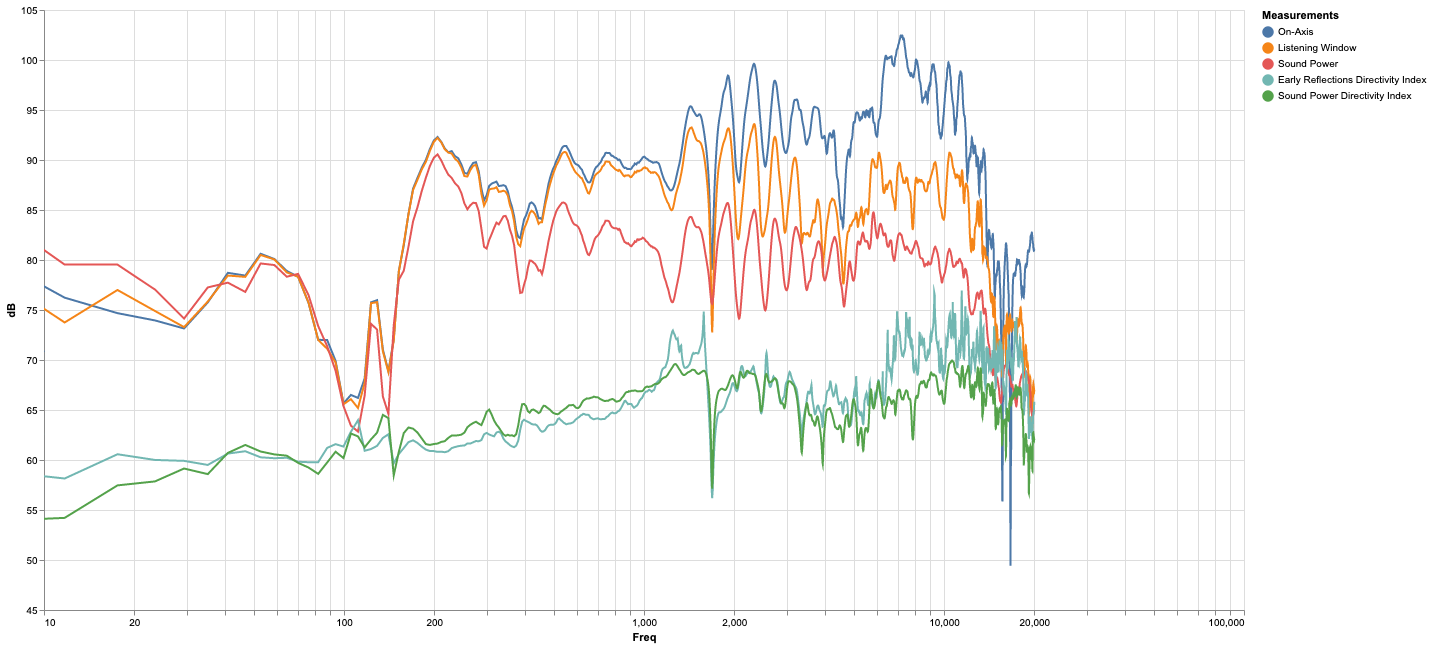 105
100
95
90
85
80
75
70
65
60
55
50
45
dB
10 20 100 200 1,000 2,000 10,000 20,000 100,000
Freq
Measurements
On-Axis
Listening Window
Sound Power
Early Reflections Directivity Index
Sound Power Directivity Index